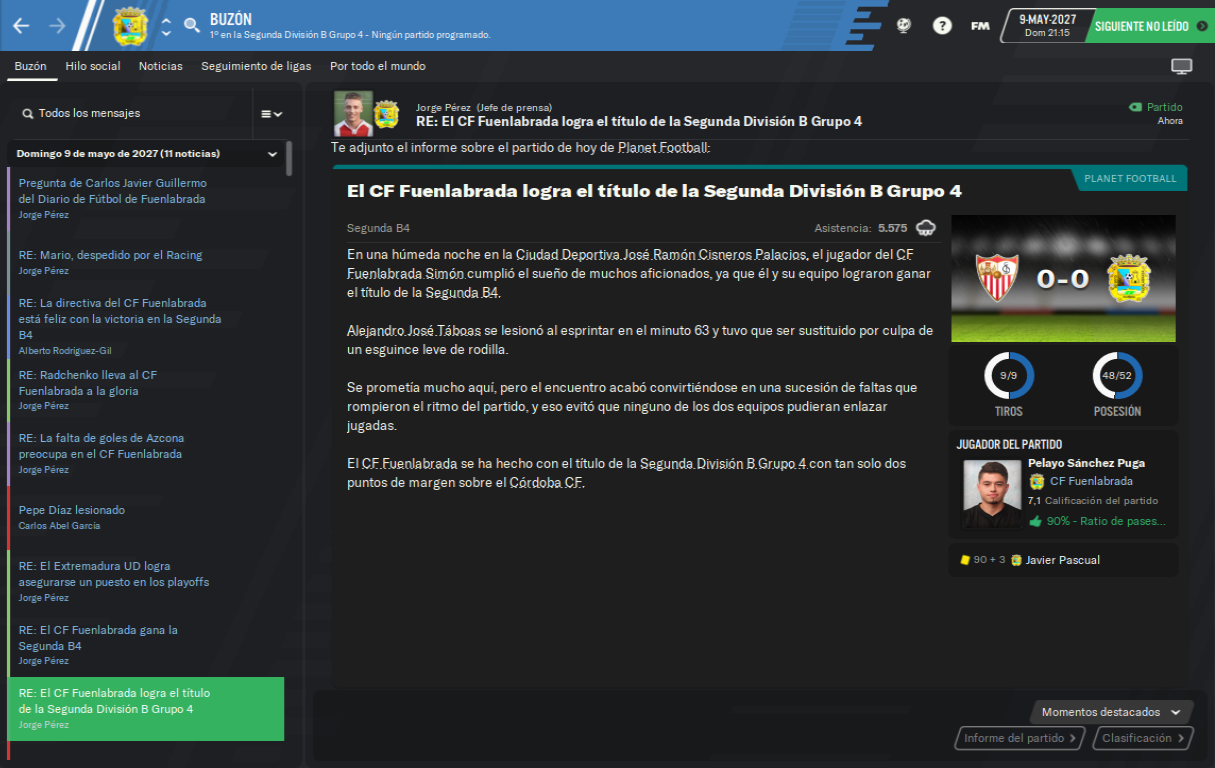 BUZÓN
1º en la Segunda División B Grupo 4 - Ningún partido programado.
?
FM
9-MAY-2027
Dom 21:15
SIGUIENTE NO LEÍDO
Buzón
Hilo social
Noticias
Seguimiento de ligas
Por todo el mundo
Todos los mensajes
Domingo 9 de mayo de 2027 (11 noticias)
Pregunta de Carlos Javier Guillermo
del Diario de Fútbol de Fuenlabrada
Jorge Pérez
RE: Mario, despedido por el Racing
Jorge Pérez
RE: La directiva del CF Fuenlabrada
está feliz con la victoria en la Segunda
B4
Alberto Rodríguez-Gil
RE: Radchenko lleva al CF
Fuenlabrada a la gloria
Jorge Pérez
RE: La falta de goles de Azcona
preocupa en el CF Fuenlabrada
Jorge Pérez
Pepe Díaz lesionado
Carlos Abel García
RE: El Extremadura UD logra
asegurarse un puesto en los playoffs
Jorge Pérez
RE: El CF Fuenlabrada gana la
Segunda B4
Jorge Pérez
RE: El CF Fuenlabrada logra el título
de la Segunda División B Grupo 4
Jorge Pérez
Jorge Pérez (Jefe de prensa)
RE: El CF Fuenlabrada logra el título de la Segunda División B Grupo 4
Partido
Ahora
Te adjunto el informe sobre el partido de hoy de Planet Football:
PLANET FOOTBALL
El CF Fuenlabrada logra el título de la Segunda División B Grupo 4
Segunda B4
Asistencia: 5.575
En una húmeda noche en la Ciudad Deportiva José Ramón Cisneros Palacios, el jugador del CF
Fuenlabrada Simón cumplió el sueño de muchos aficionados, ya que él y su equipo lograron ganar
el título de la Segunda B4.
Alejandro José Táboas se lesionó al esprintar en el minuto 63 y tuvo que ser sustituido por culpa de
un esguince leve de rodilla.
Se prometía mucho aquí, pero el encuentro acabó convirtiéndose en una sucesión de faltas que
rompieron el ritmo del partido, y eso evitó que ninguno de los dos equipos pudieran enlazar
jugadas.
El CF Fuenlabrada se ha hecho con el título de la Segunda División B Grupo 4 con tan solo dos
puntos de margen sobre el Córdoba CF.
0-0
9/9
48/52
TIROS
POSESIÓN
JUGADOR DEL PARTIDO
Pelayo Sánchez Puga
CF Fuenlabrada
7,1 Calificación del partido
90% - Ratio de pases...
90 + 3 Javier Pascual
Momentos destacados
Informe del partido
Clasificación